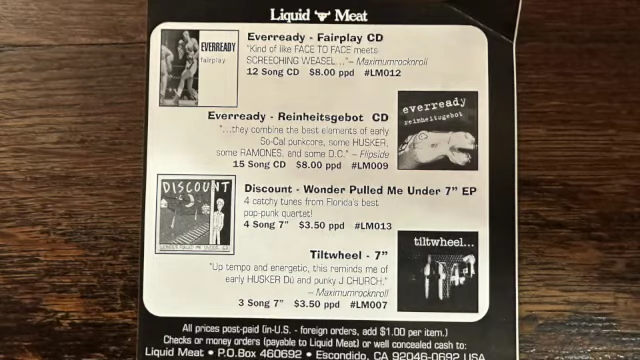 Liquid Meat
EVERREADY
fairplay
Everready - Fairplay CD
"Kind of like FACE TO FACE meets
SCREECHING WEASEL..."– Maximumrocknroll
12 Song CD $8.00 ppd #LM012
Everready - Reinheitsgebot CD
"...they combine the best elements of early
So-Cal punkcore, some HUSKER,
some RAMONES, and some D.C." – Flipside
15 Song CD $8.00 ppd #LM009
everready
reinheitsgebot
DISCOUNT
WONDER PULLED ME UNDER
Discount - Wonder Pulled Me Under 7" EP
4 catchy tunes from Florida's best
pop-punk quartet!
4 Song 7" $3.50 ppd #LM013
Tiltwheel - 7"
"Up tempo and energetic, this reminds me of
early HUSKER Dü and punky J CHURCH."
– Maximumrocknroll
3 Song 7" $3.50 ppd #LM007
tiltwheel...
All prices post-paid (in-U.S. - foreign orders, add $1.00 per item.)
Checks or money orders (payable to Liquid Meat) or well concealed cash to:
Liquid Meat • P.O.Box 460692 • Escondido, CA 92046-0692 USA